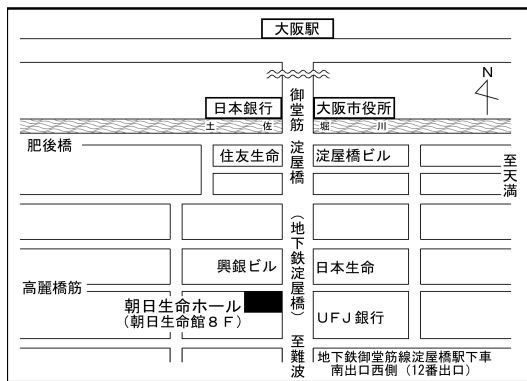 大阪駅
N
御堂筋
日本銀行
大阪市役所
土佐堀川
肥後橋
住友生命
淀屋橋
淀屋橋ビル
至天満
(地下鉄淀屋橋)
興銀ビル
日本生命
高麗橋筋
朝日生命ホール
(朝日生命館8F)
UFJ銀行
至難波
地下鉄御堂筋線淀屋橋駅下車
南出口西側(12番出口)